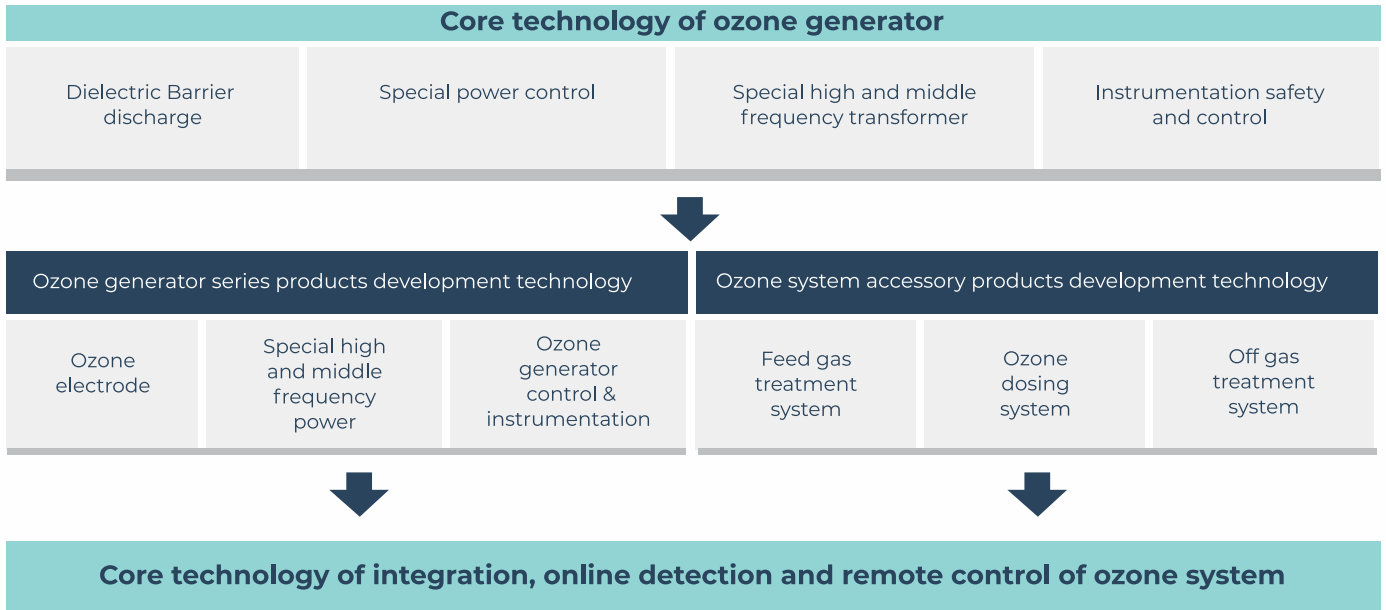 Core technology of ozone generator
Dielectric Barrier
discharge
Special power control
Special high and middle
frequency transformer
Instrumentation safety
and control
Ozone generator series products development technology
Ozone system accessory products development technology
Ozone
electrode
Special high
and middle
frequency
power
Ozone
generator
control &
instrumentation
Feed gas
treatment
system
Ozone
dosing
system
Off gas
treatment
system
Core technology of integration, online detection and remote control of ozone system